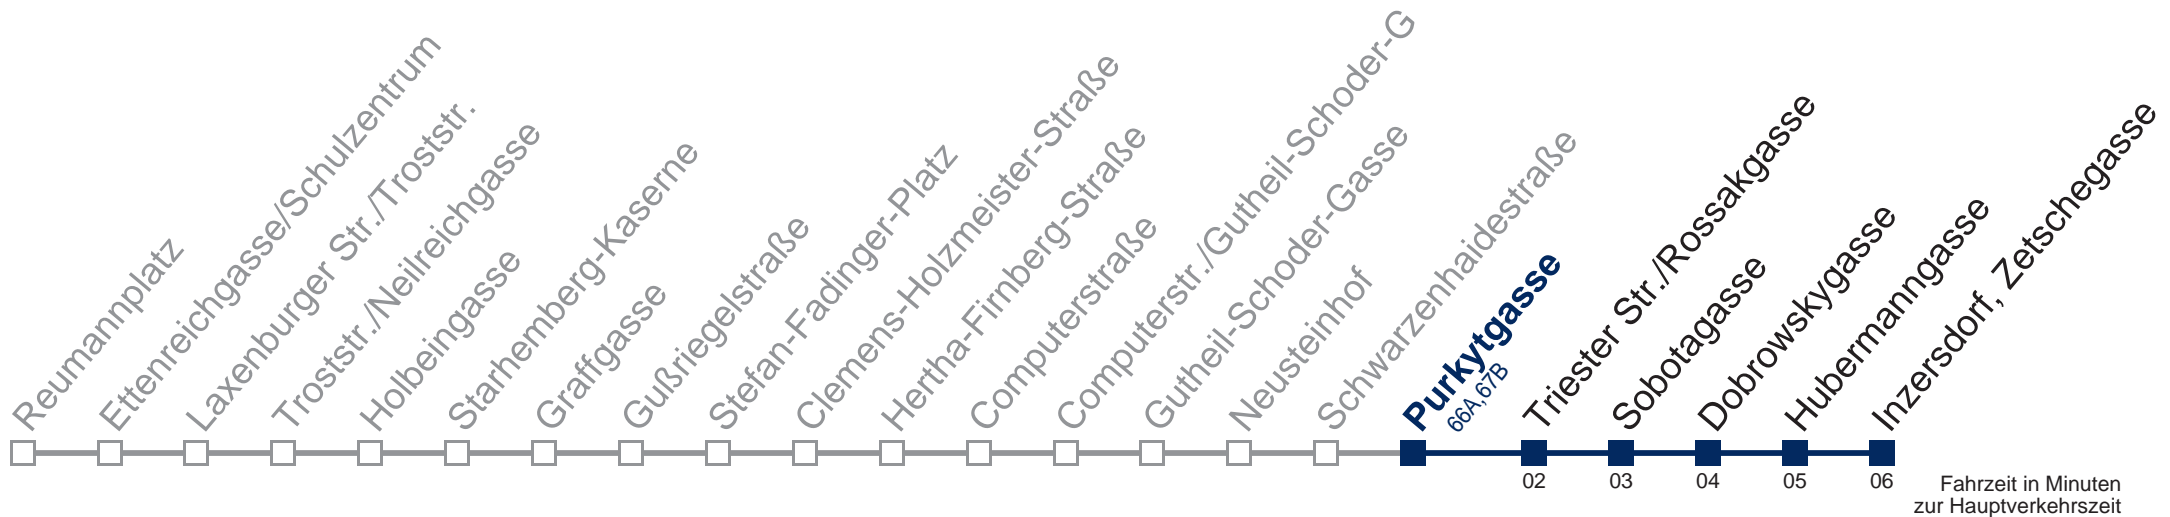 Reumannplatz
Ettenreichgasse/Schulzentrum
Laxenburger Str./Troststr.
Troststr./Neilreichgasse
Holbeingasse
Starhemberg-Kaserne
Graffgasse
Gußriegelstraße
Stefan-Fadinger-Platz
Clemens-Holzmeister-Straße
Hertha-Firnberg-Straße
Computerstraße
Computerstr./Gutheil-Schoder-G
Gutheil-Schoder-Gasse
Neusteinhof
Schwarzenhaidestraße
Purkytgasse
66A,67B
Triester Str./Rossakgasse
Sobotagasse
Dobrowskygasse
Hubermanngasse
Inzersdorf, Zetschegasse
02
03
04
05
06
Fahrzeit in Minuten
zur Hauptverkehrszeit